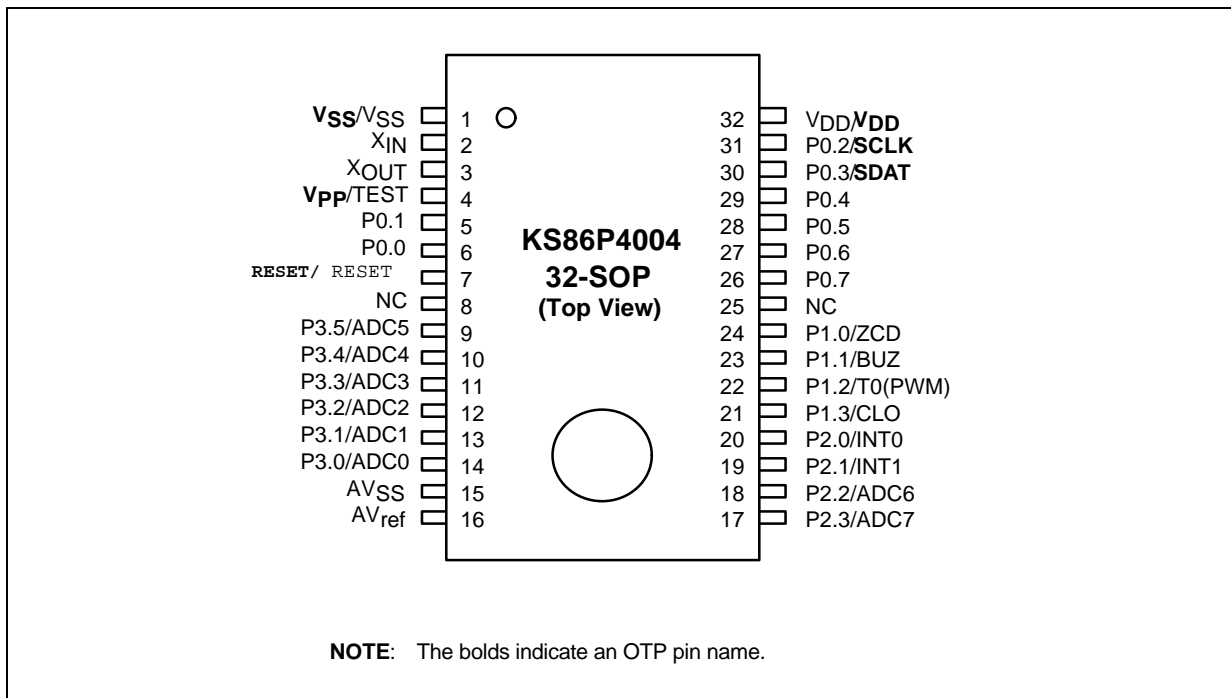 VSS/VSS 1 32 VDD/VDD
XIN 2 31 P0.2/SCLK
XOUT 3 30 P0.3/SDAT
VPP/TEST 4 29 P0.4
P0.1 5 28 P0.5
P0.0 6 27 P0.6
RESET/ RESET 7 26 P0.7
NC 8 25 NC
P3.5/ADC5 9 24 P1.0/ZCD
P3.4/ADC4 10 23 P1.1/BUZ
P3.3/ADC3 11 22 P1.2/T0(PWM)
P3.2/ADC2 12 21 P1.3/CLO
P3.1/ADC1 13 20 P2.0/INT0
P3.0/ADC0 14 19 P2.1/INT1
AVSS 15 18 P2.2/ADC6
AVref 16 17 P2.3/ADC7
KS86P4004
32-SOP
(Top View)
NOTE: The bolds indicate an OTP pin name.